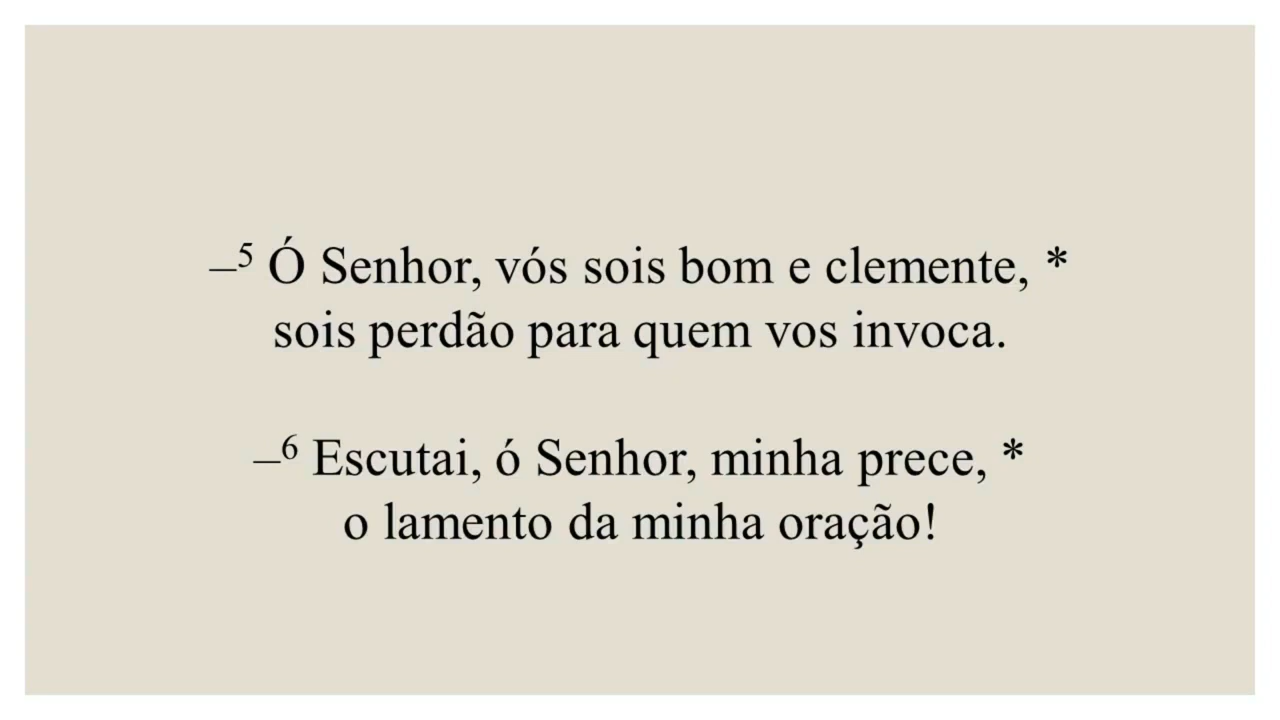 –⁵ Ó Senhor, vós sois bom e clemente, *
sois perdão para quem vos invoca.
–⁶ Escutai, ó Senhor, minha prece, *
o lamento da minha oração!